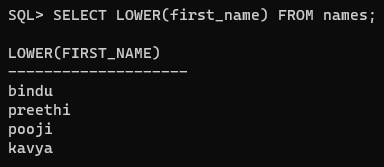 SQL> SELECT LOWER(first_name) FROM names;
LOWER(FIRST_NAME)
--------------------
bindu
preethi
pooji
kavya